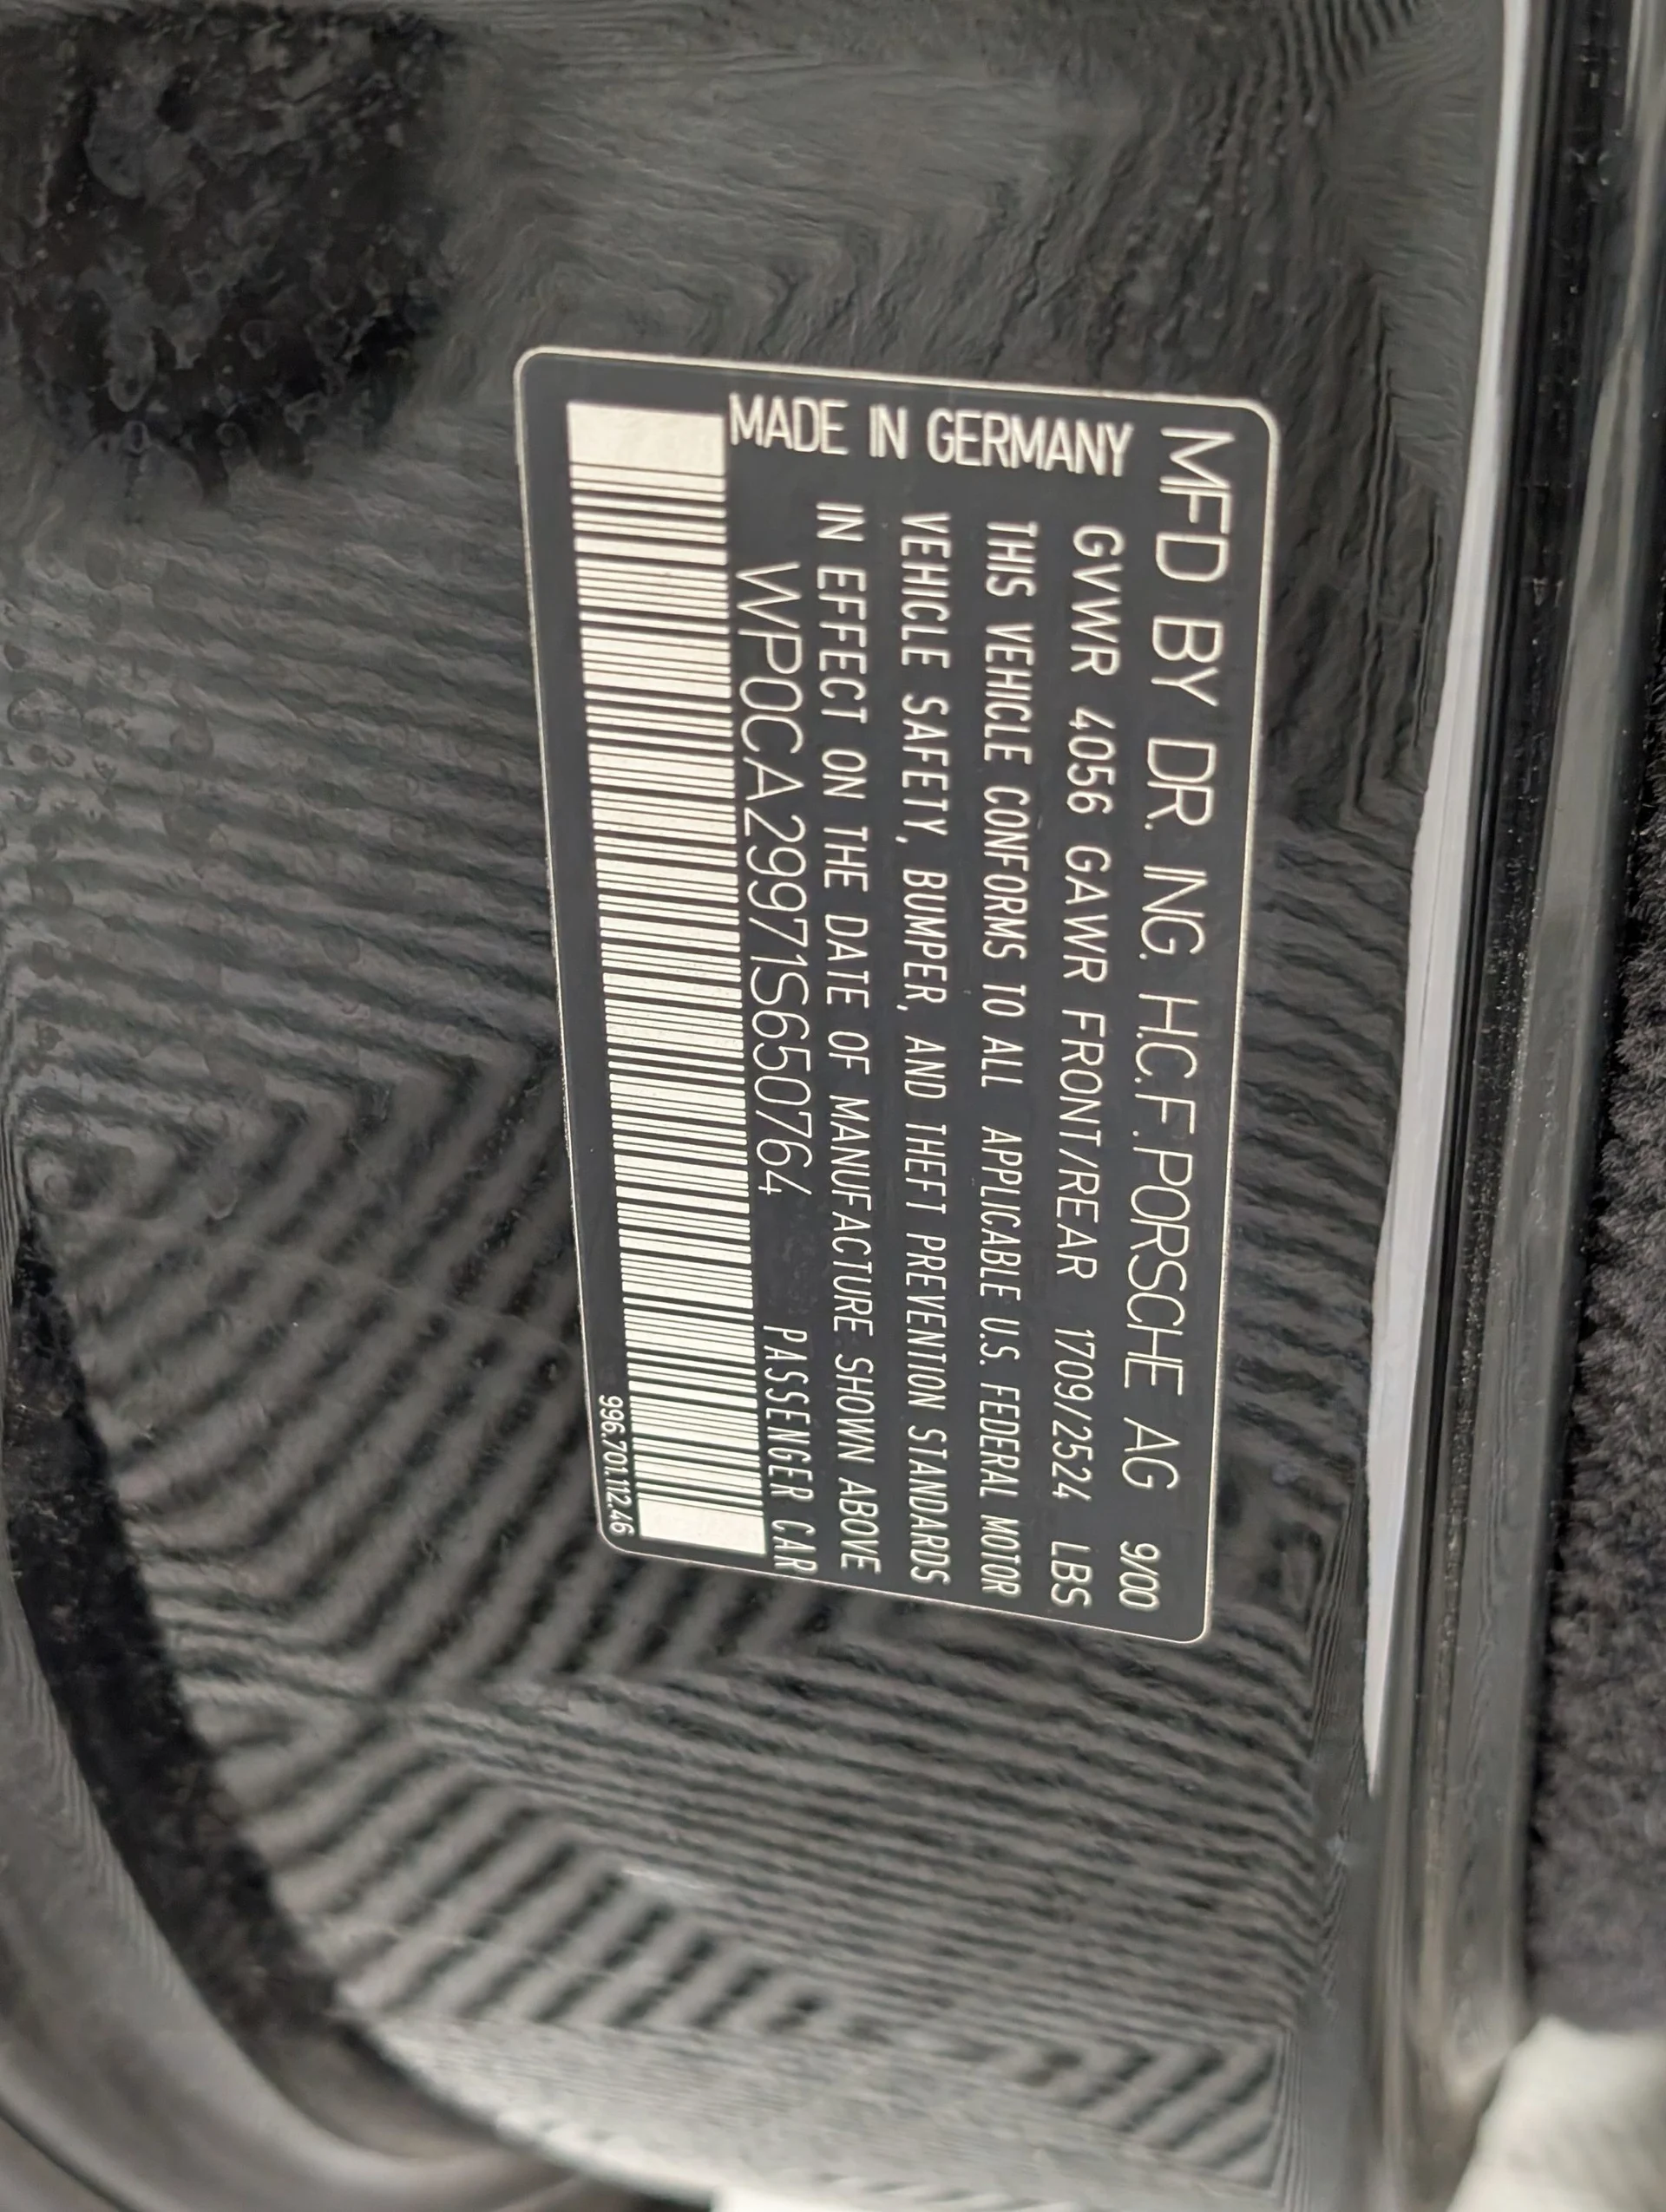 MFD BY DR. ING. H.C.F. PORSCHE AG 9/00
GVWR 4056 GAWR FRONT/REAR 1709/2524 LBS
THIS VEHICLE CONFORMS TO ALL APPLICABLE U.S. FEDERAL MOTOR
VEHICLE SAFETY, BUMPER, AND THEFT PREVENTION STANDARDS
IN EFFECT ON THE DATE OF MANUFACTURE SHOWN ABOVE
WP0CA29971S650764 PASSENGER CAR
MADE IN GERMANY
996.701.112.46